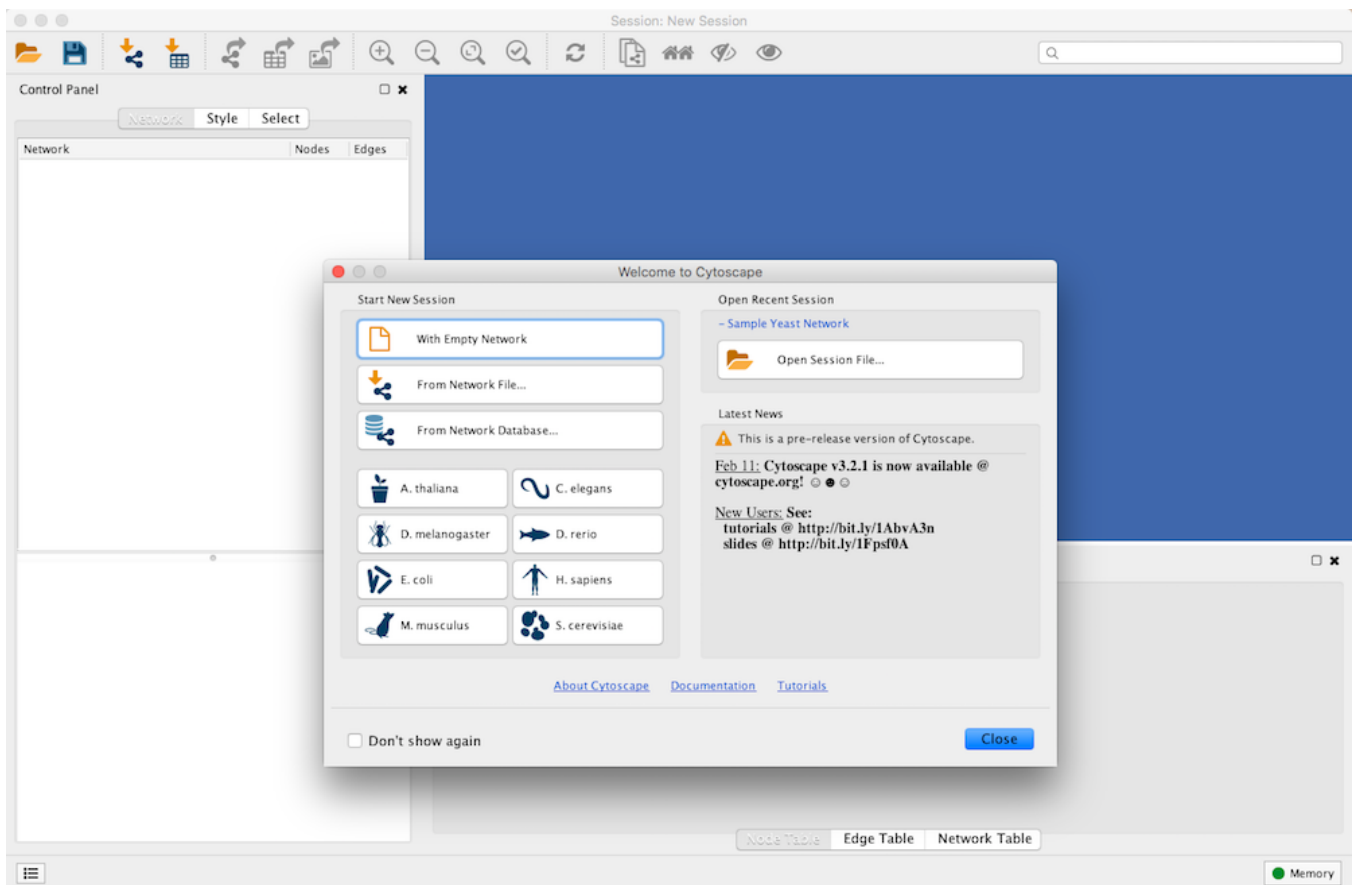 Session: New Session
Control Panel
Network Style Select
Network Nodes Edges
Welcome to Cytoscape
Start New Session
With Empty Network
From Network File...
From Network Database...
A. thaliana
C. elegans
D. melanogaster
D. rerio
E. coli
H. sapiens
M. musculus
S. cerevisiae
Open Recent Session
– Sample Yeast Network
Open Session File...
Latest News
This is a pre-release version of Cytoscape.
Feb 11: Cytoscape v3.2.1 is now available @
cytoscape.org! ☺☻☺
New Users: See:
tutorials @ http://bit.ly/1AbvA3n
slides @ http://bit.ly/1Fpsf0A
About Cytoscape Documentation Tutorials
Don't show again
Close
Node Table Edge Table Network Table
Memory